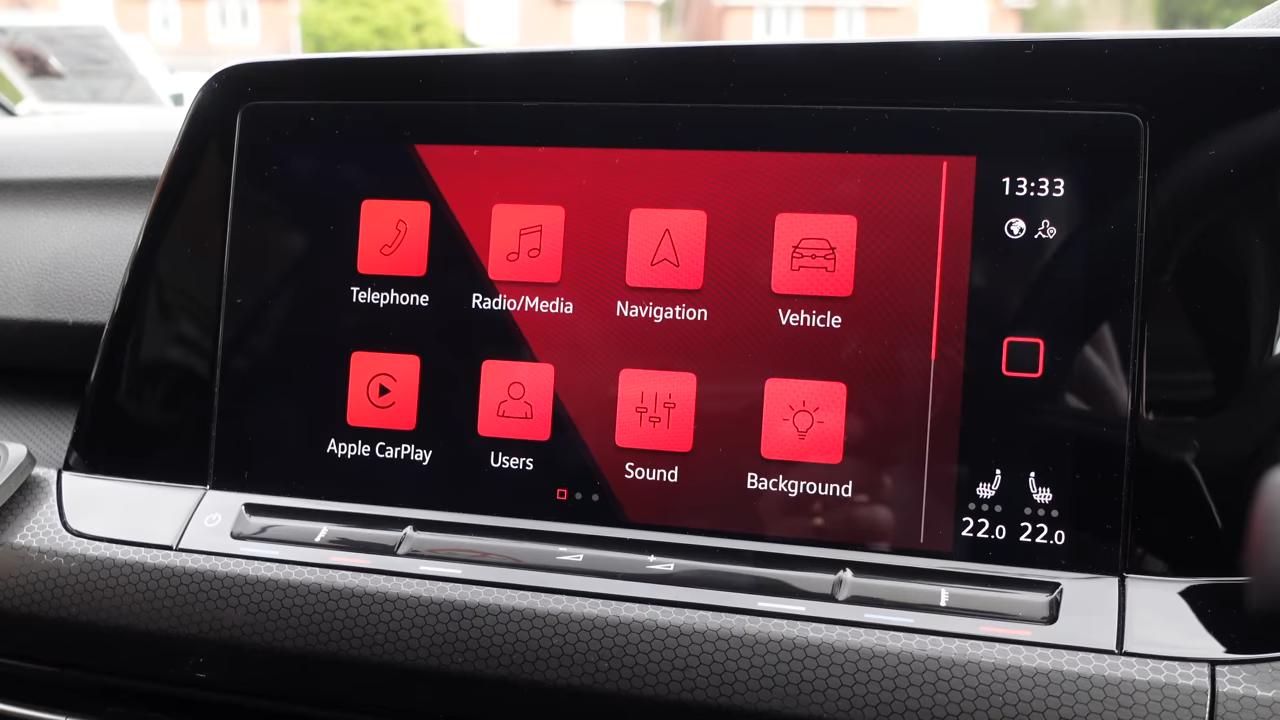 13:33
Telephone
Radio/Media
Navigation
Vehicle
Apple CarPlay
Users
Sound
Background
22.0 22.0